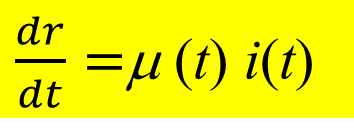 dr/dt = μ (t) i(t)